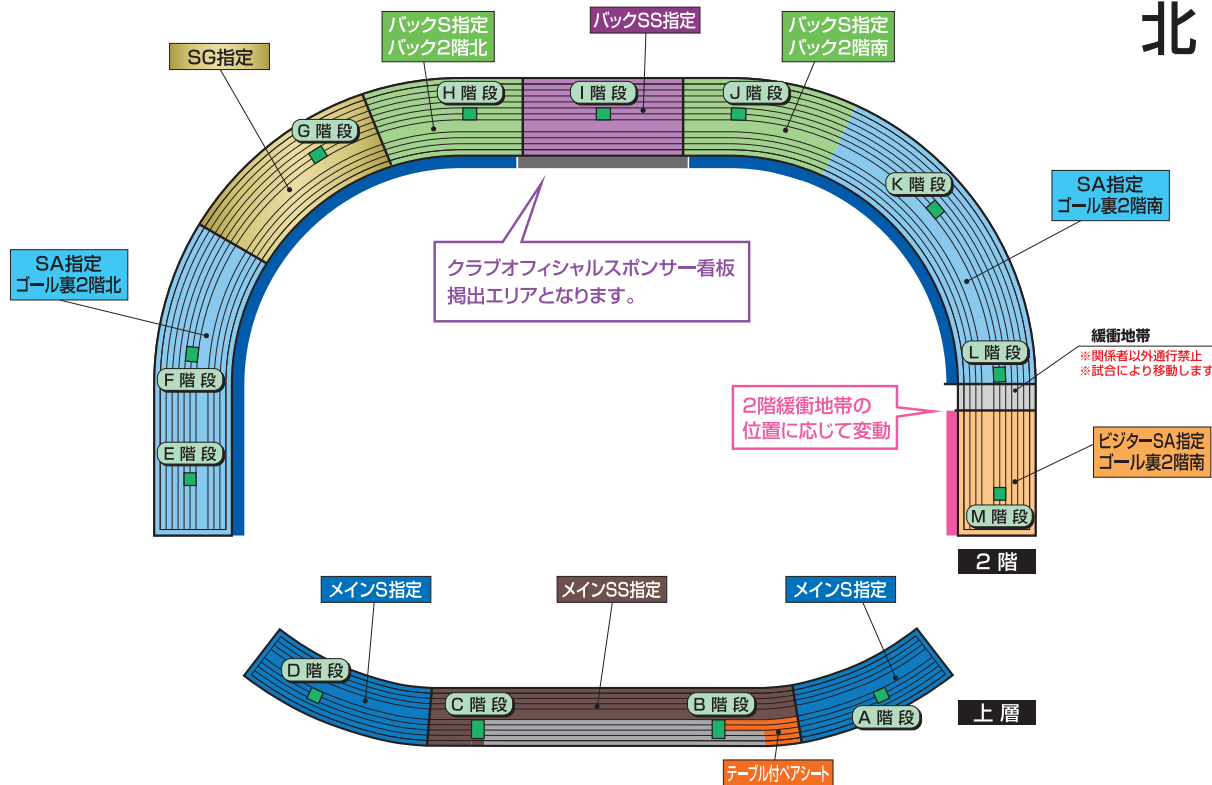 北
バックS指定
バック2階北
バックSS指定
バックS指定
バック2階南
SG指定
H階段
I階段
J階段
G階段
K階段
SA指定
ゴール裏2階南
SA指定
ゴール裏2階北
クラブオフィシャルスポンサー看板
掲出エリアとなります。
緩衝地帯
※関係者以外通行禁止
※試合により移動します
L階段
F階段
2階緩衝地帯の
位置に応じて変動
E階段
ビジターSA指定
ゴール裏2階南
M階段
2階
メインS指定
メインSS指定
メインS指定
D階段
C階段
B階段
A階段
上層
テーブル付ペアシート